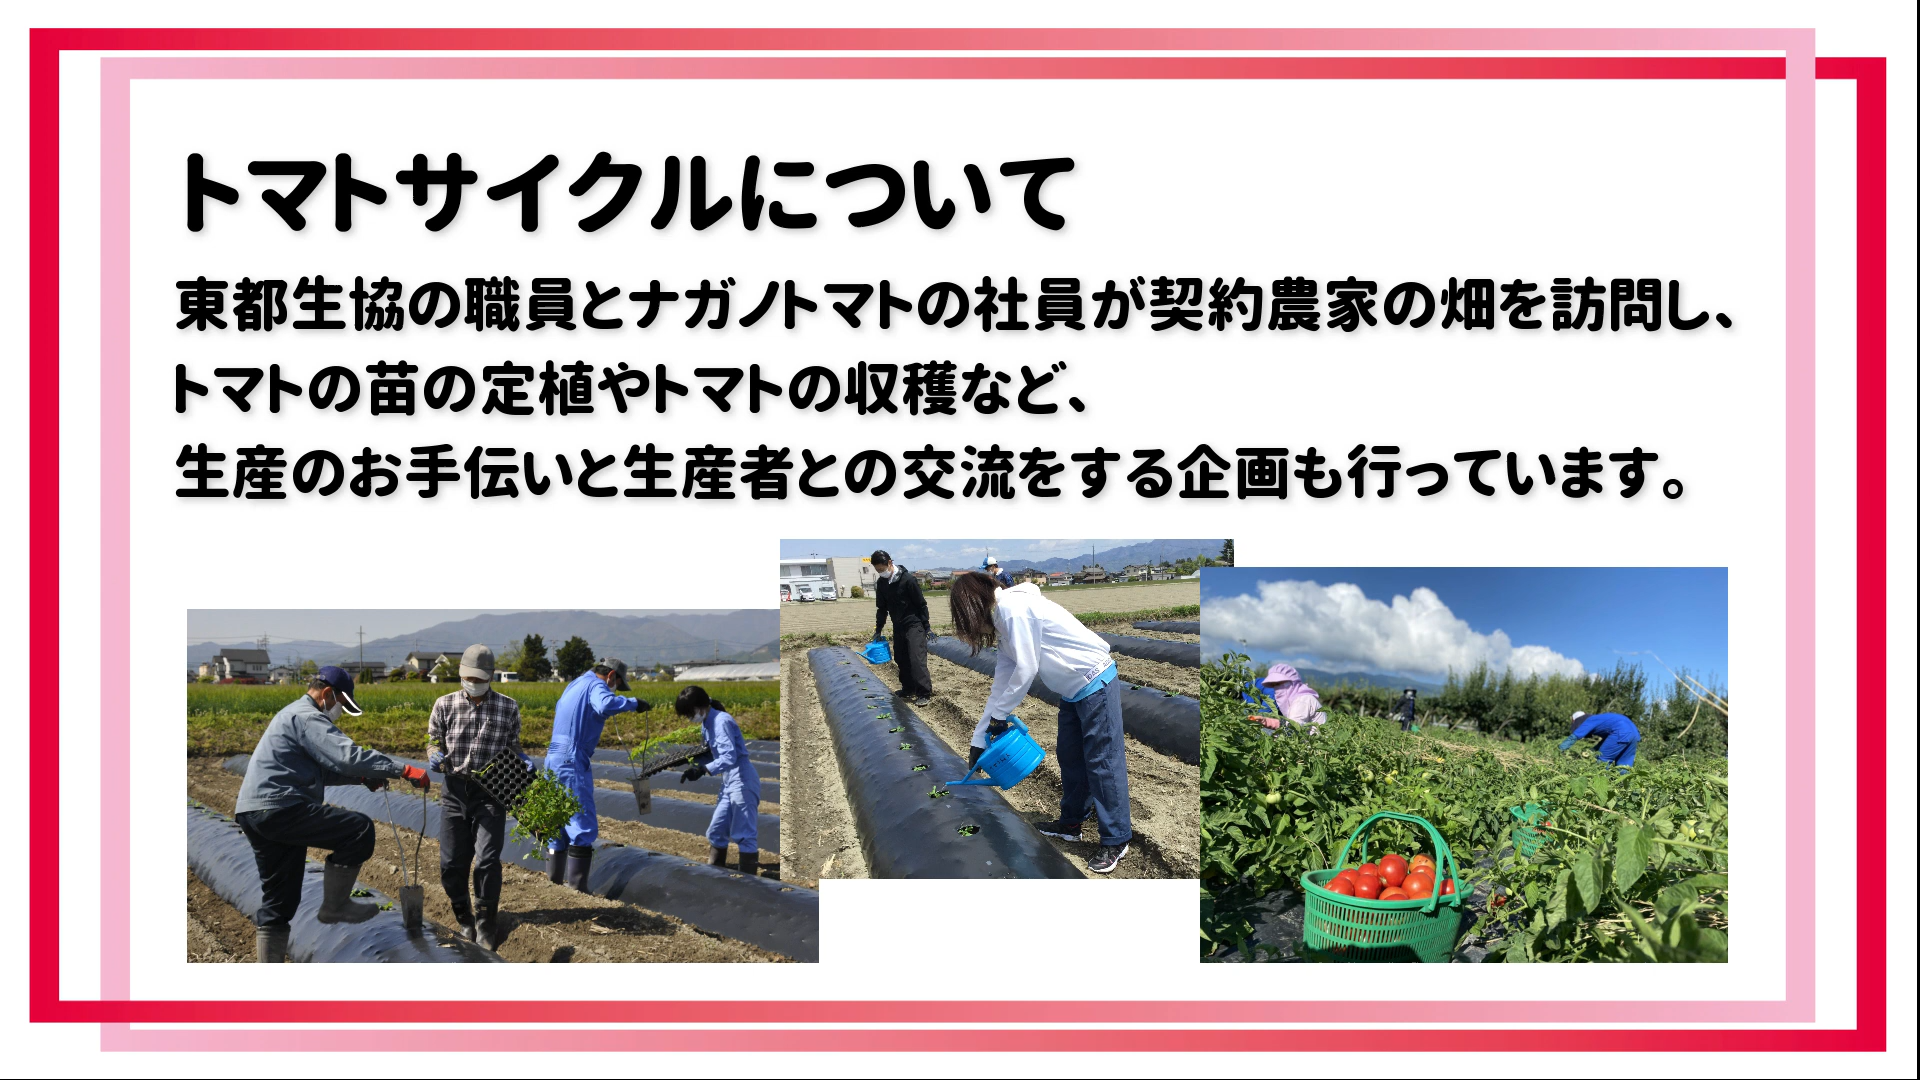 トマトサイクルについて
東都生協の職員とナガノトマトの社員が契約農家の畑を訪問し、
トマトの苗の定植やトマトの収穫など、
生産のお手伝いと生産者との交流をする企画も行っています。